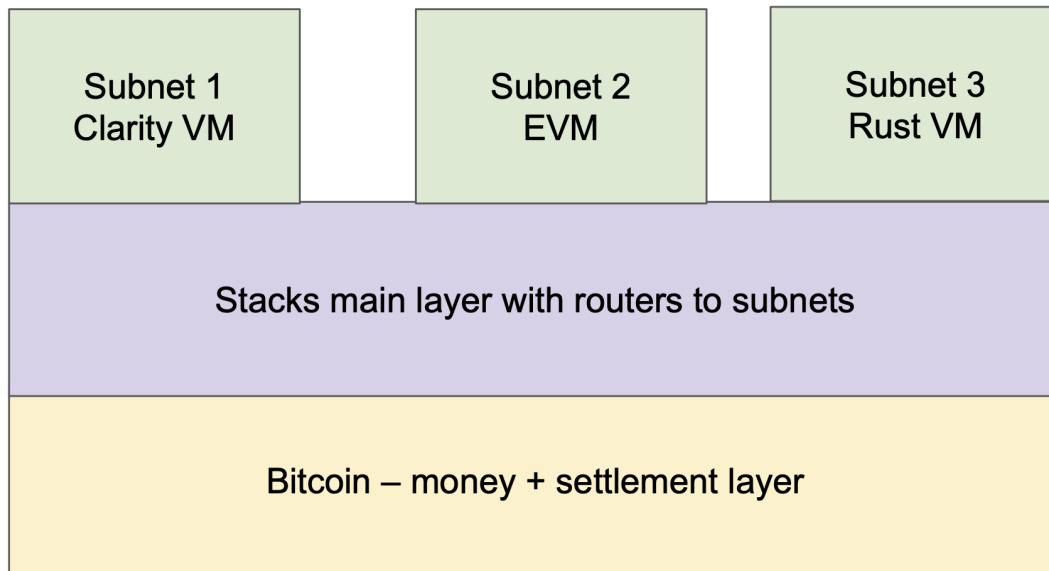 Subnet 1
Clarity VM
Subnet 2
EVM
Subnet 3
Rust VM
Stacks main layer with routers to subnets
Bitcoin – money + settlement layer